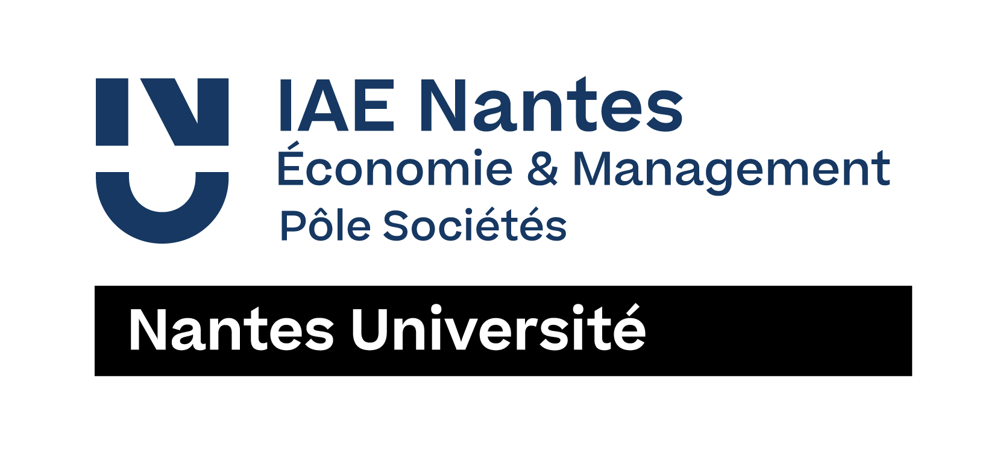 IAE Nantes
Économie & Management
Pôle Sociétés
Nantes Université